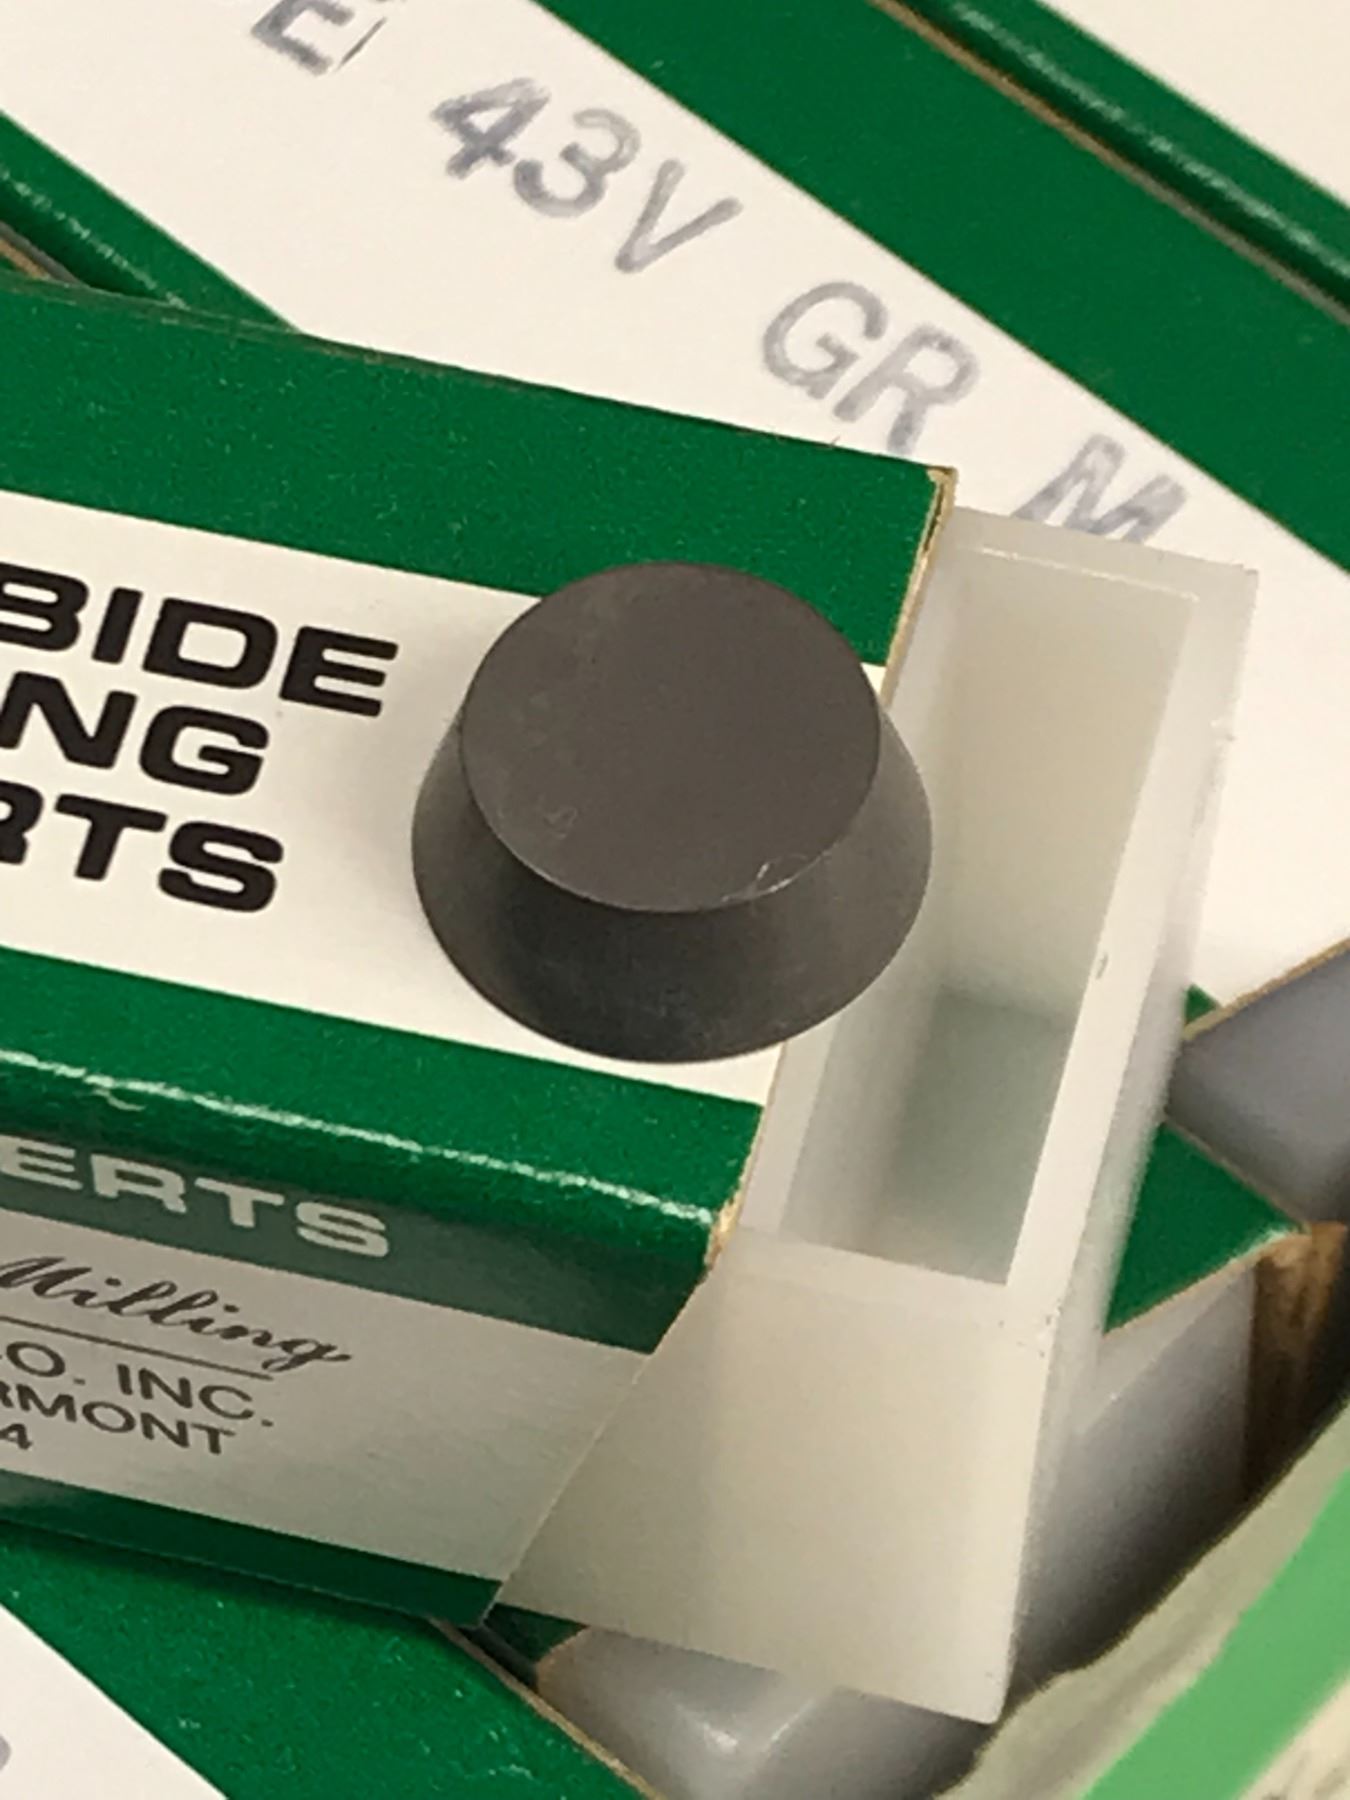 E 43V GR M
BIDE
NG
RTS
ERTS
Milling
O. INC.
RMONT
4